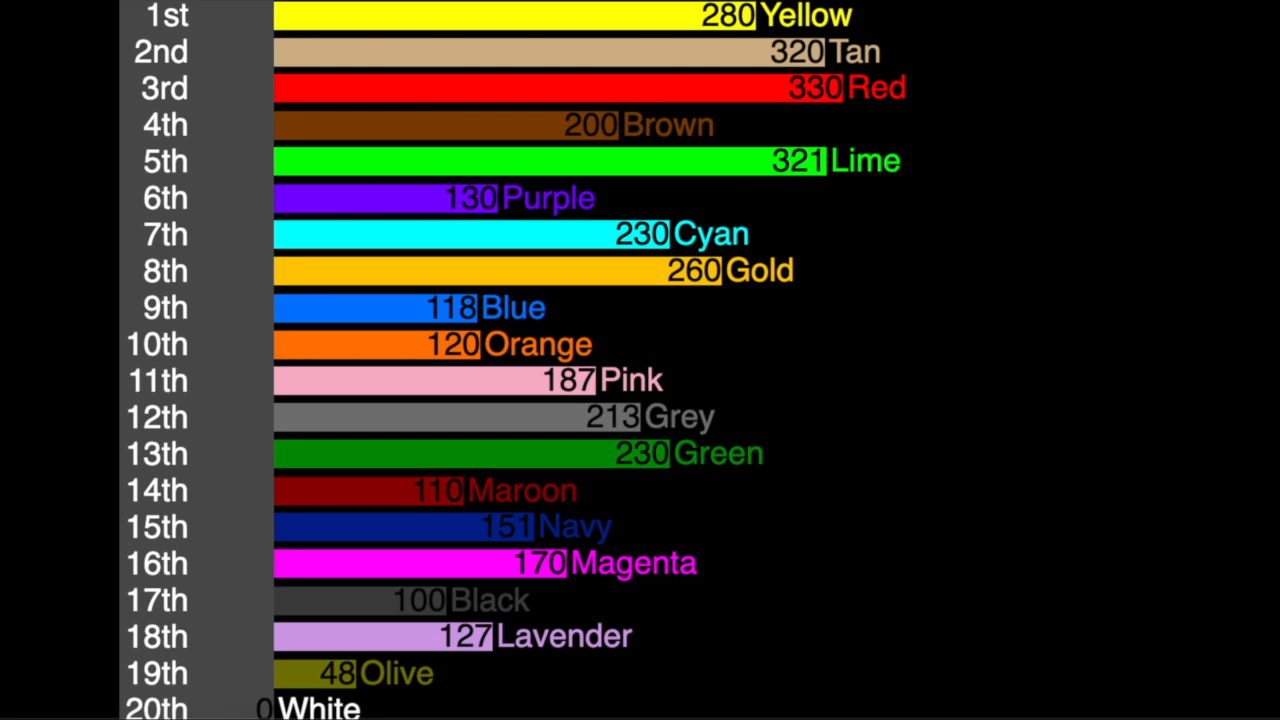 1st 280 Yellow
2nd 320 Tan
3rd 330 Red
4th 200 Brown
5th 321 Lime
6th 130 Purple
7th 230 Cyan
8th 260 Gold
9th 118 Blue
10th 120 Orange
11th 187 Pink
12th 213 Grey
13th 230 Green
14th 110 Maroon
15th 151 Navy
16th 170 Magenta
17th 100 Black
18th 127 Lavender
19th 48 Olive
20th 0 White